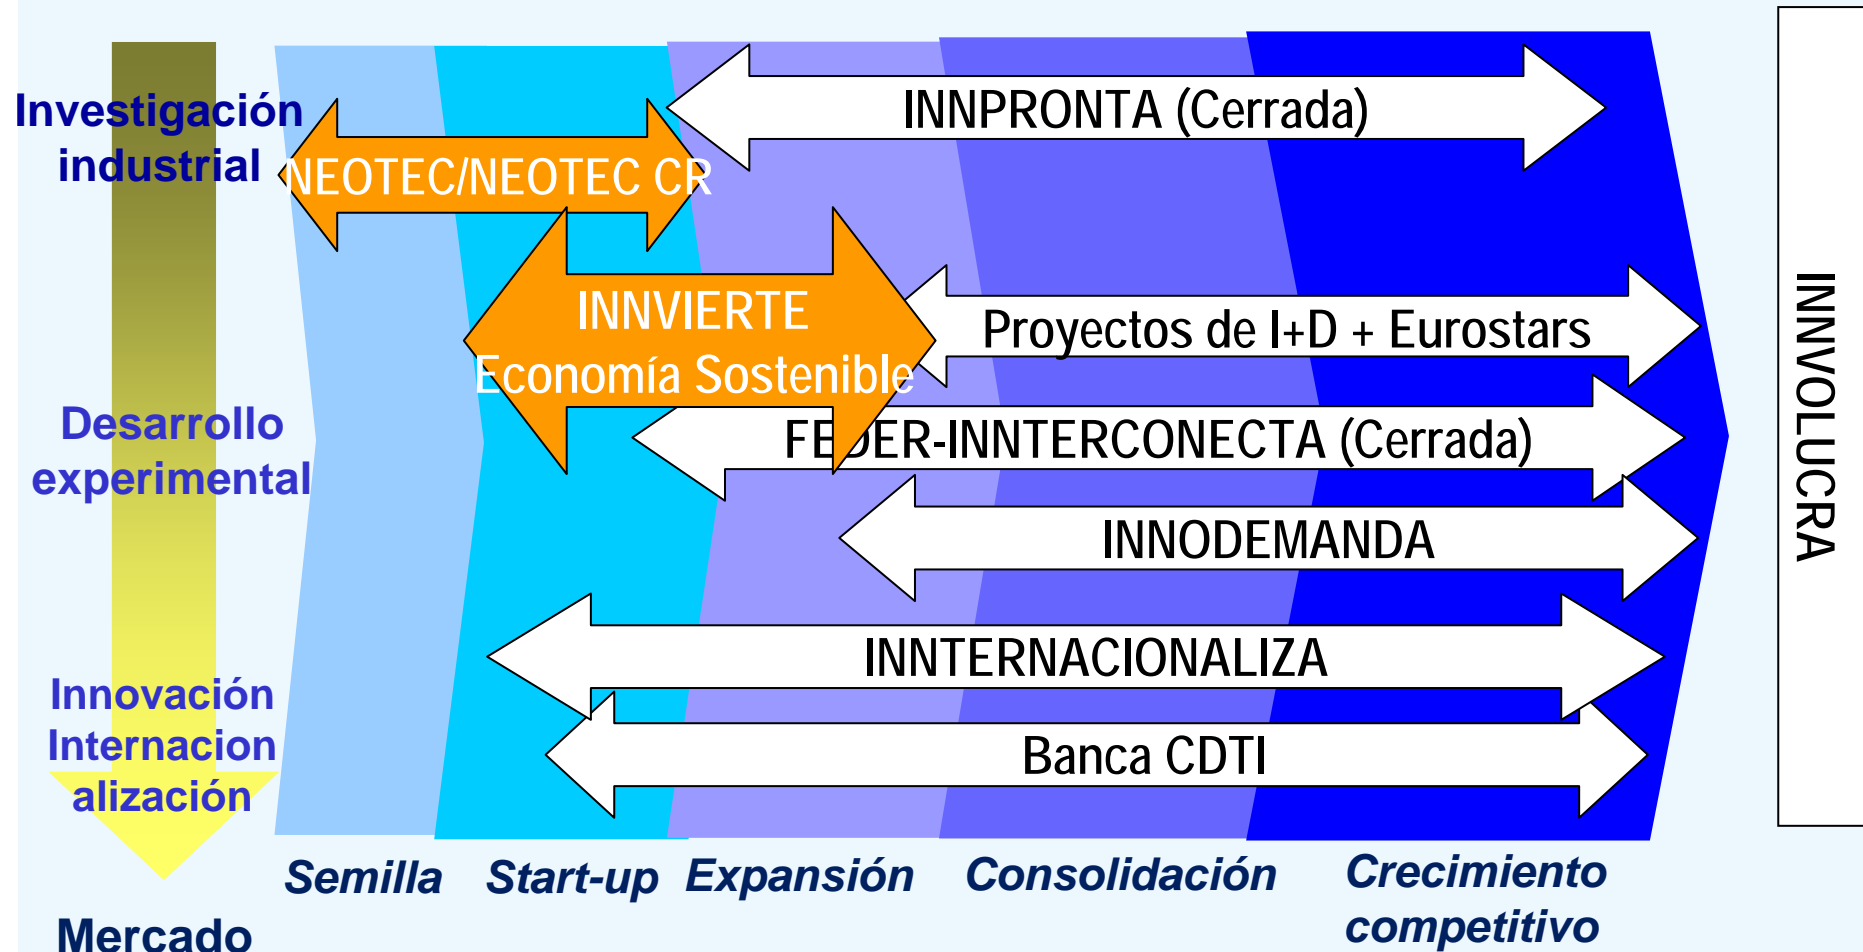 Investigación
industrial
Desarrollo
experimental
Innovación
Internacion
alización
Mercado
INNPRONTA (Cerrada)
NEOTEC/NEOTEC CR
INNVIERTE
Economía Sostenible
Proyectos de I+D + Eurostars
FEDER-INNTERCONECTA (Cerrada)
INNODEMANDA
INNTERNACIONALIZA
Banca CDTI
Semilla
Start-up
Expansión
Consolidación
Crecimiento
competitivo
INNVOLUCRA